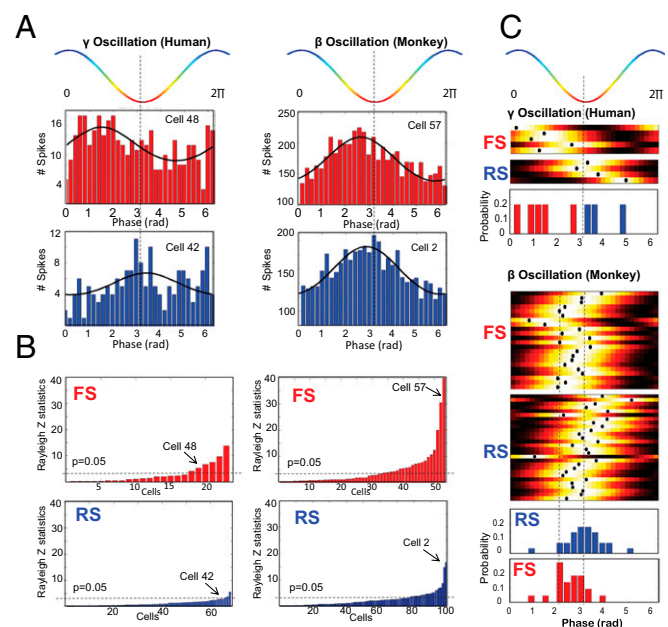 A
γ Oscillation (Human)
β Oscillation (Monkey)
0 2Π
0 2Π
Cell 48
# Spikes
16
12
8
4
0 1 2 3 4 5 6
Phase (rad)
Cell 57
# Spikes
250
200
150
100
0 1 2 3 4 5 6
Phase (rad)
Cell 42
# Spikes
12
8
4
0
0 1 2 3 4 5 6
Phase (rad)
Cell 2
# Spikes
200
150
100
0 1 2 3 4 5 6
Phase (rad)
B
FS
Rayleigh Z statistics
40
30
20
10
0
Cell 48
p=0.05
5 10 15 20
Cells
FS
Rayleigh Z statistics
40
30
20
10
0
Cell 57
p=0.05
10 20 30 40 50
Cells
RS
Rayleigh Z statistics
40
30
20
10
0
Cell 42
p=0.05
20 40 60
Cells
RS
Rayleigh Z statistics
40
30
20
10
0
Cell 2
p=0.05
20 40 60 80 100
Cells
C
0 2Π
γ Oscillation (Human)
FS
RS
Probability
0.2
0.1
0
0 1 2 3 4 5 6
β Oscillation (Monkey)
FS
RS
RS
Probability
0.2
0.1
0
FS
0.2
0.1
0
0 1 2 3 4 5 6
Phase (rad)